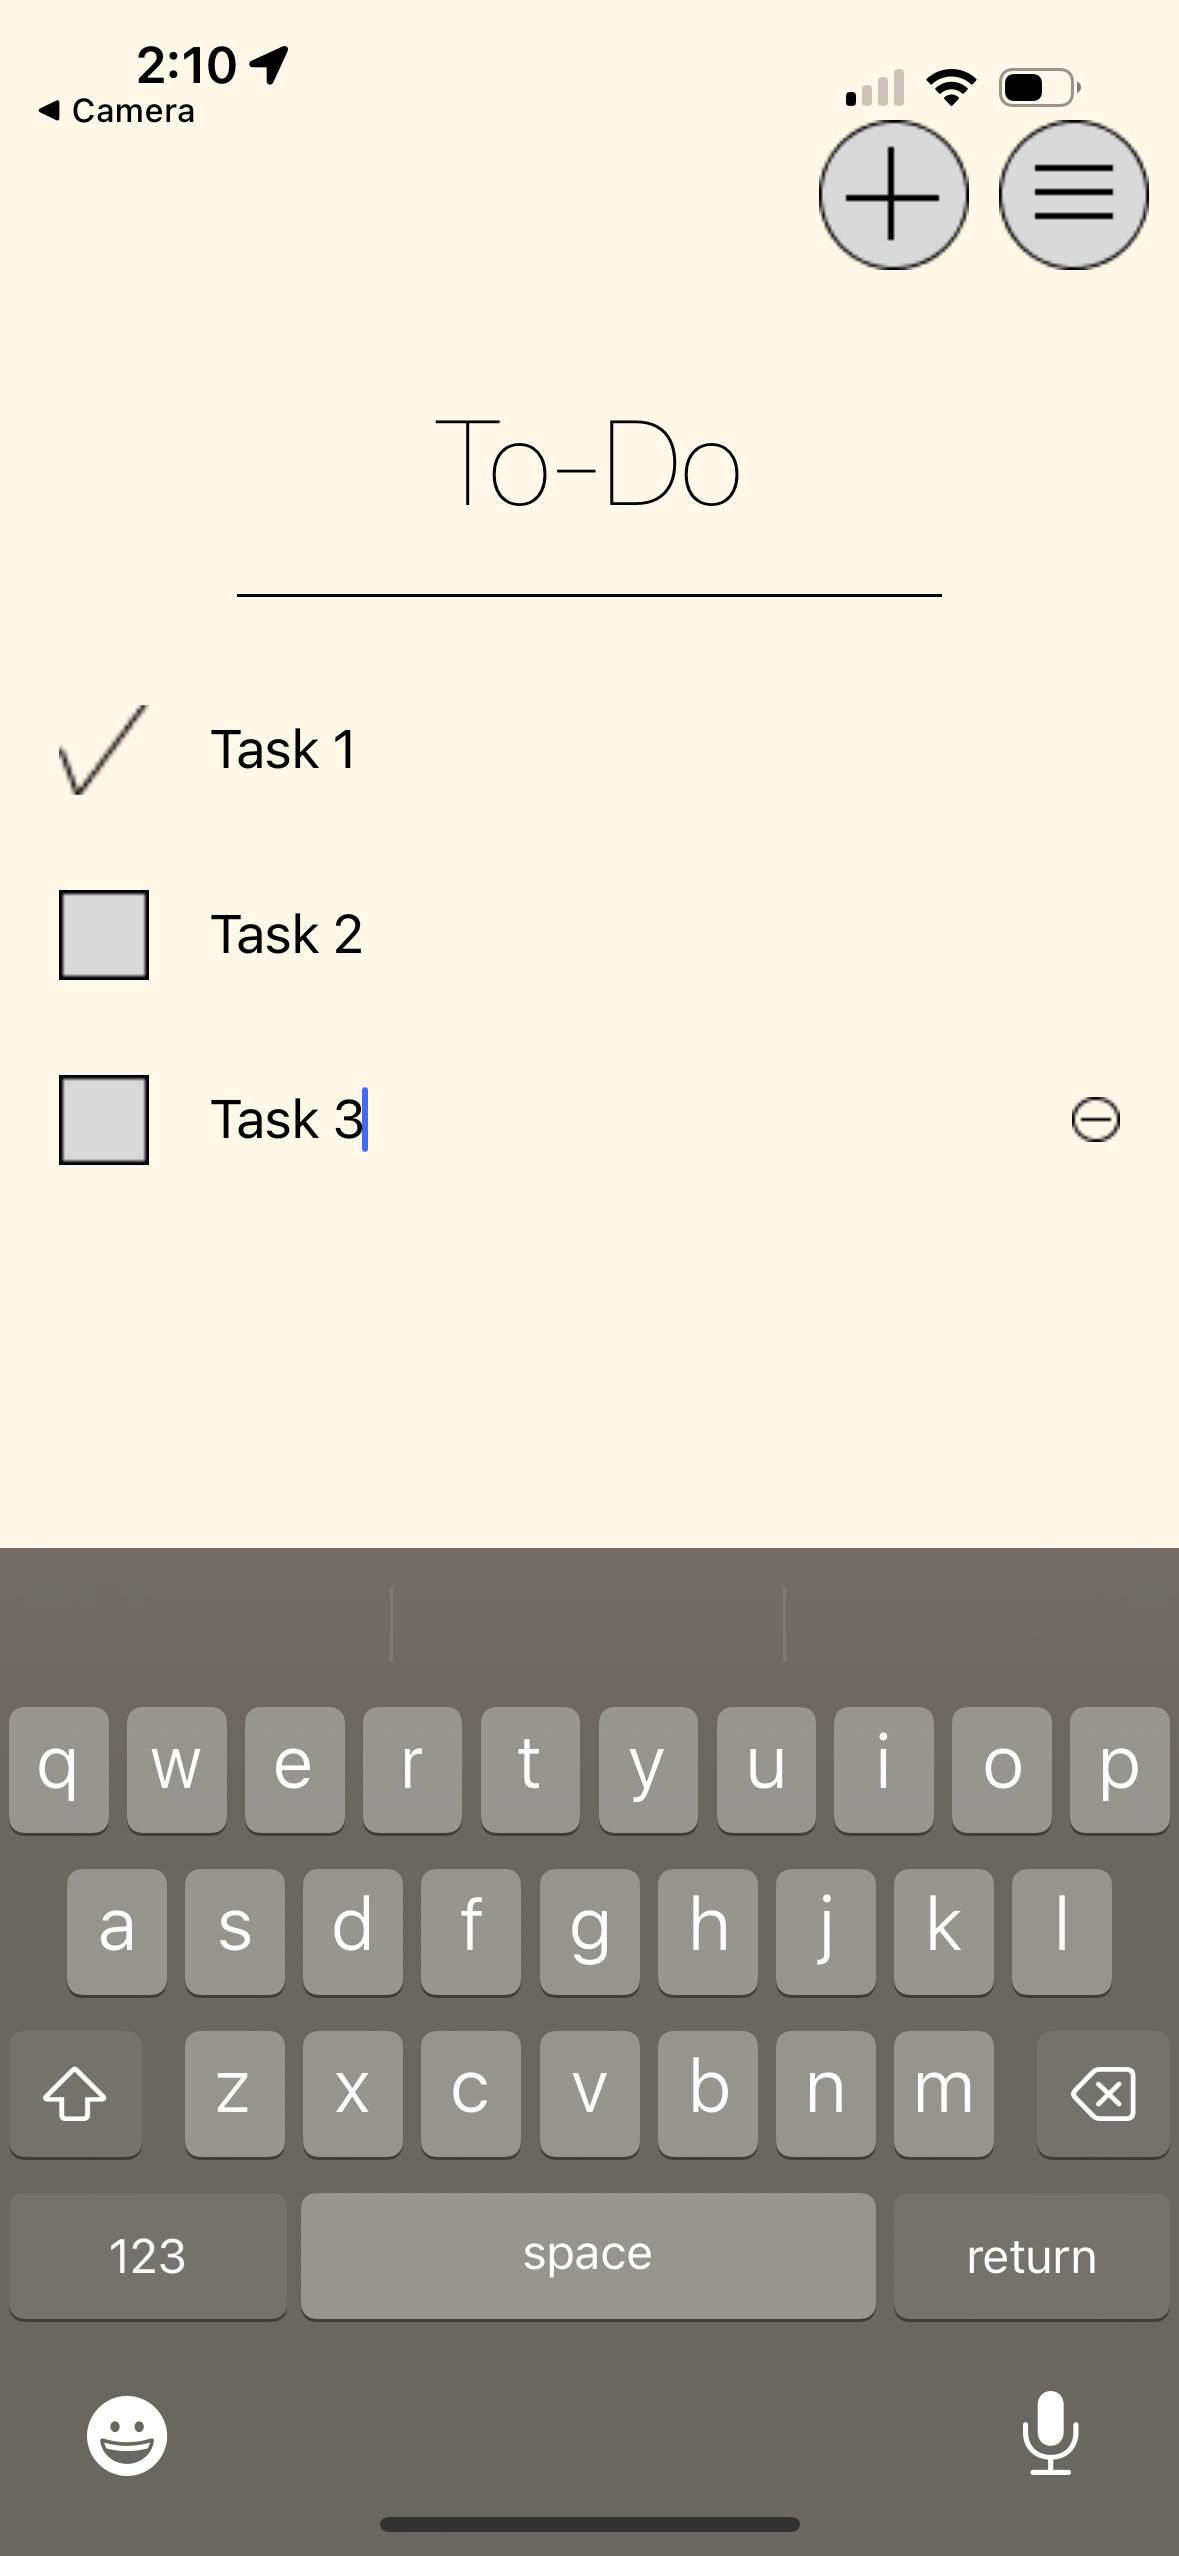 2:10
Camera
To-Do
Task 1
Task 2
Task 3
q w e r t y u i o p
a s d f g h j k l
z x c v b n m
123 space return